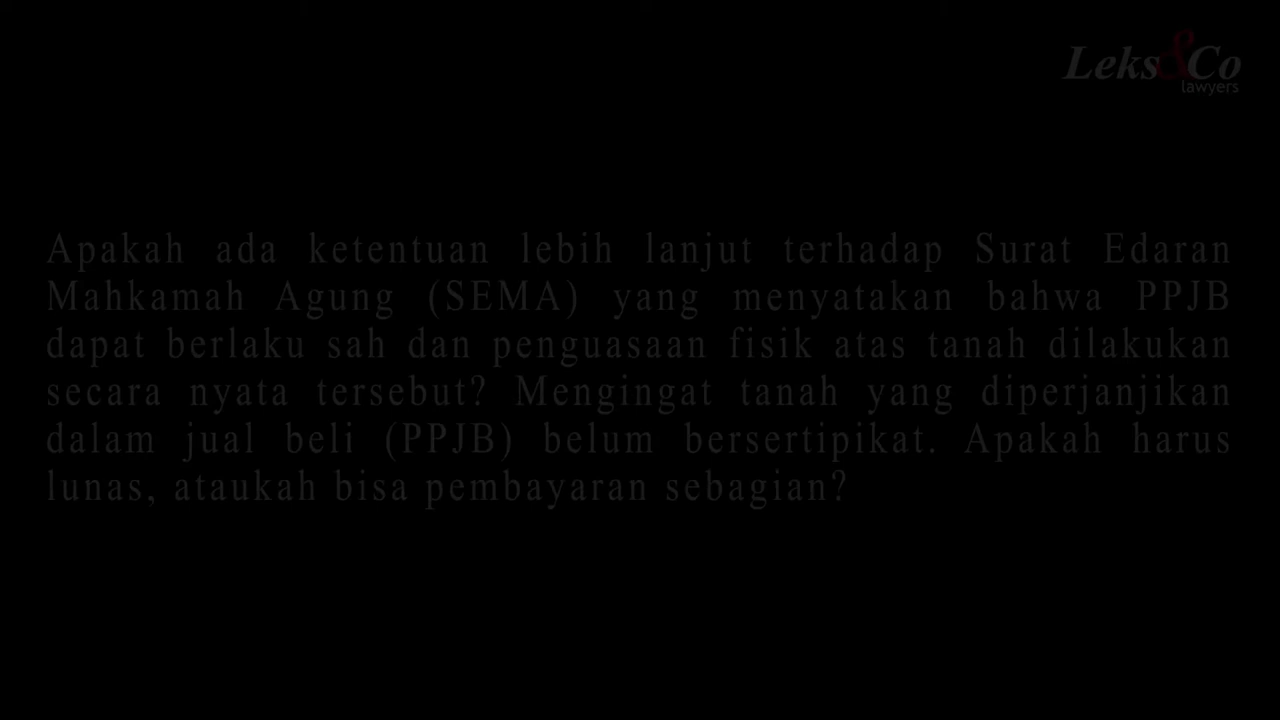 Leks&Co
lawyers
Apakah ada ketentuan lebih lanjut terhadap Surat Edaran
Mahkamah Agung (SEMA) yang menyatakan bahwa PPJB
dapat berlaku sah dan penguasaan fisik atas tanah dilakukan
secara nyata tersebut? Mengingat tanah yang diperjanjikan
dalam jual beli (PPJB) belum bersertipikat. Apakah harus
lunas, ataukah bisa pembayaran sebagian?